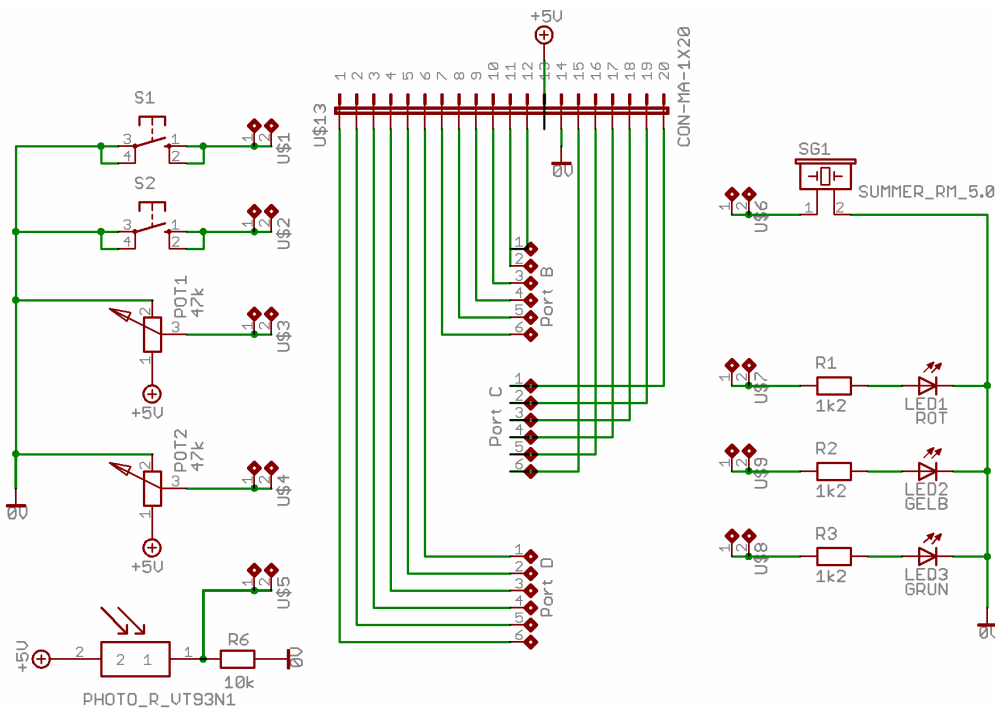 +5V
1 2 3 4 5 6 7 8 9 10 11 12 13 14 15 16 17 18 19 20
U$13
CON-MA-1X20
0V
S1
3 1
4 2
1 2
U$1
S2
3 1
4 2
1 2
U$2
POT1
47k
2
3
1
+5V
1 2
U$3
POT2
47k
2
3
1
+5V
1 2
U$4
0V
1 2
U$5
+5V
2
2 1
1
R6
10k
0V
PHOTO_R_VT93N1
1
2
3
4
5
6
Port B
1
2
3
4
5
6
Port C
1
2
3
4
5
6
Port D
SG1
SUMMER_RM_5.0
1 2
1 2
U$6
1 2
U$7
R1
1k2
LED1
ROT
1 2
U$9
R2
1k2
LED2
GELB
1 2
U$8
R3
1k2
LED3
GRUN
0V